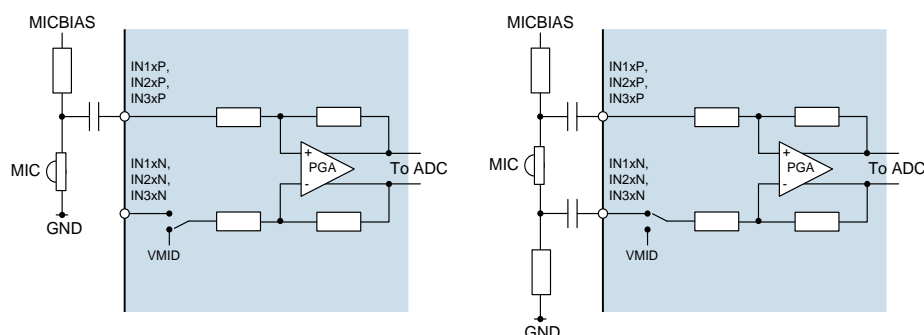 MICBIAS
IN1xP,
IN2xP,
IN3xP
+
PGA
-
To ADC
MIC
IN1xN,
IN2xN,
IN3xN
GND
VMID
MICBIAS
IN1xP,
IN2xP,
IN3xP
+
PGA
-
To ADC
MIC
IN1xN,
IN2xN,
IN3xN
VMID
GND